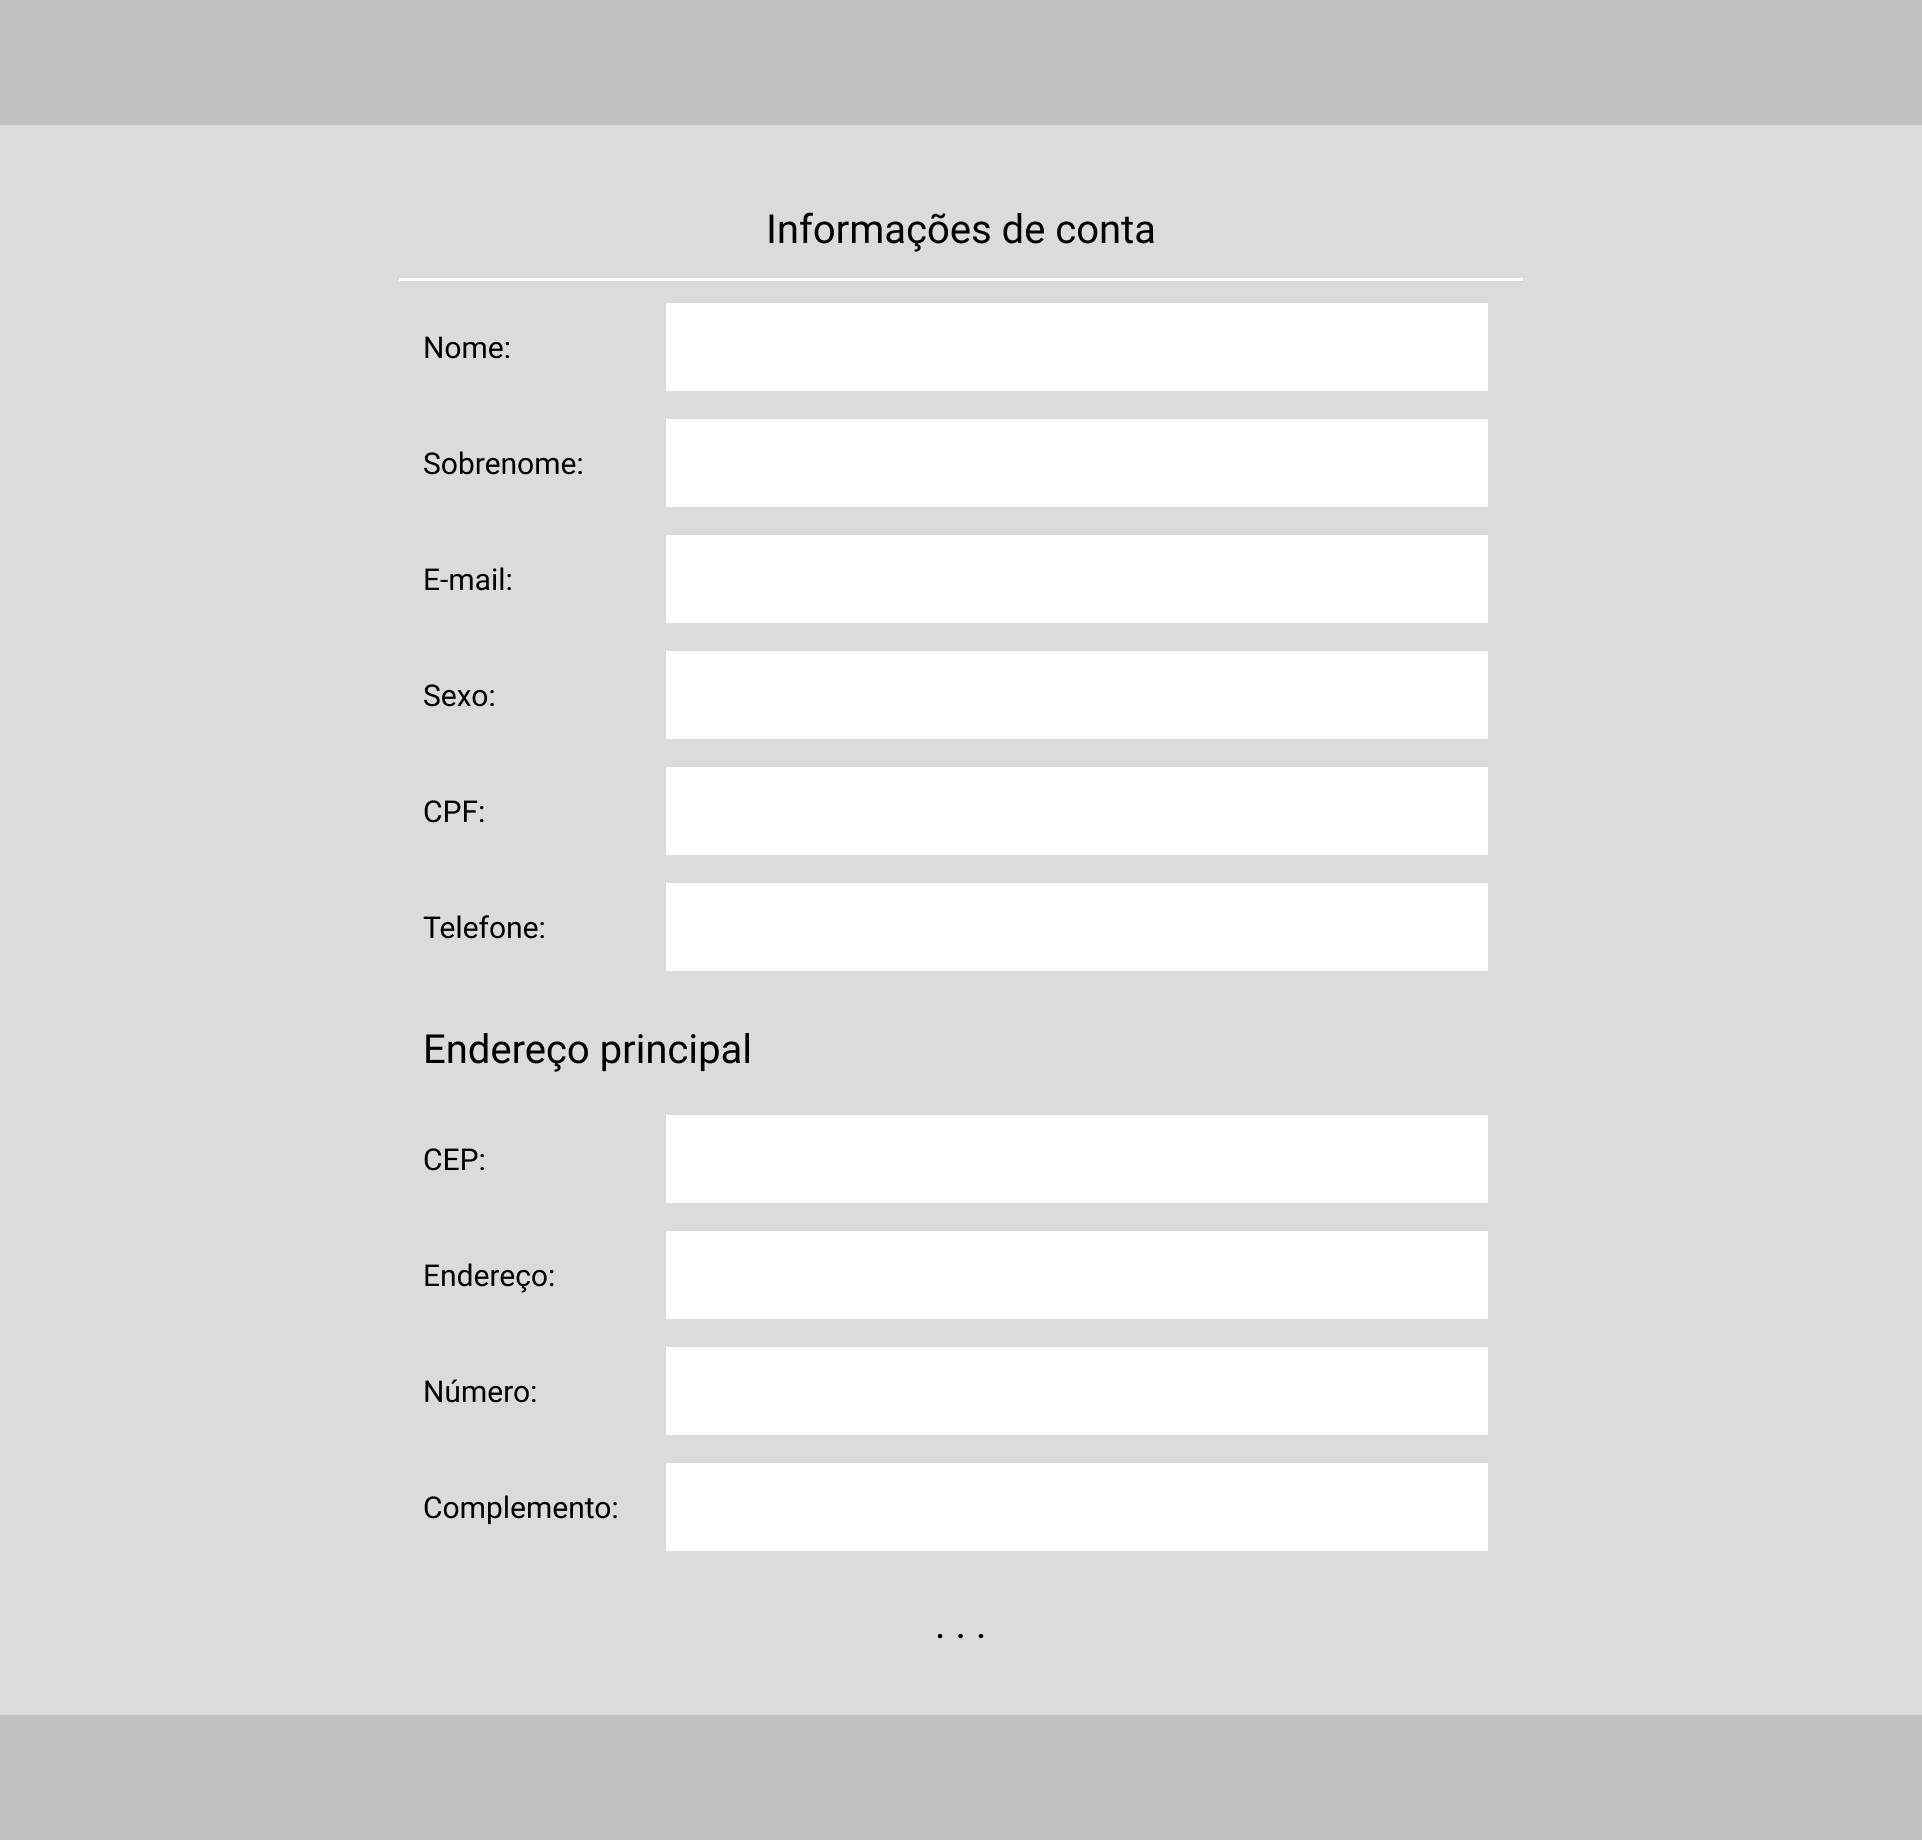 Informações de conta
Nome:
Sobrenome:
E-mail:
Sexo:
CPF:
Telefone:
Endereço principal
CEP:
Endereço:
Número:
Complemento:
. . .